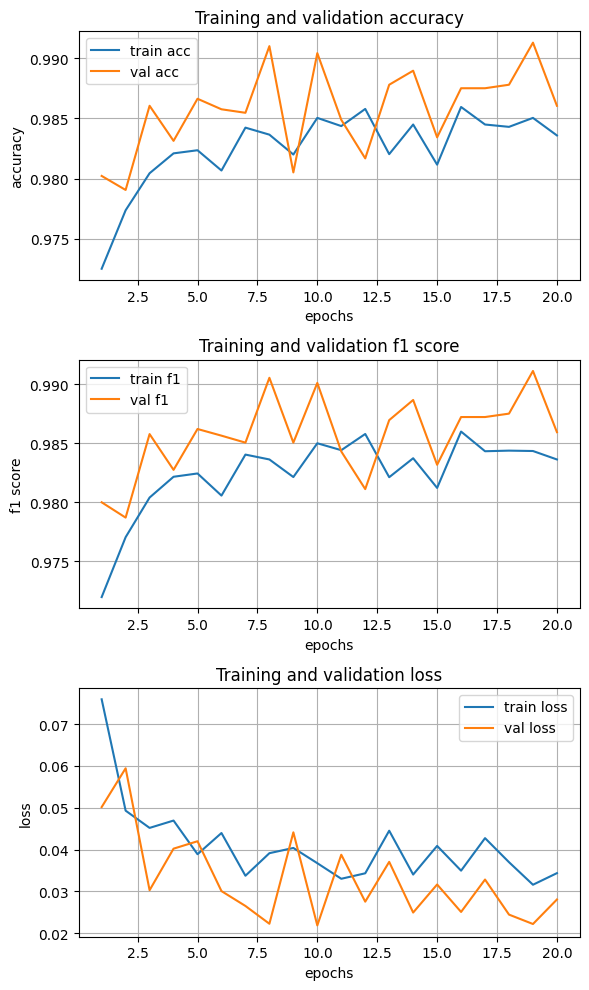 Training and validation accuracy
train acc
val acc
accuracy
0.990
0.985
0.980
0.975
2.5 5.0 7.5 10.0 12.5 15.0 17.5 20.0
epochs
Training and validation f1 score
train f1
val f1
f1 score
0.990
0.985
0.980
0.975
2.5 5.0 7.5 10.0 12.5 15.0 17.5 20.0
epochs
Training and validation loss
train loss
val loss
loss
0.07
0.06
0.05
0.04
0.03
0.02
2.5 5.0 7.5 10.0 12.5 15.0 17.5 20.0
epochs